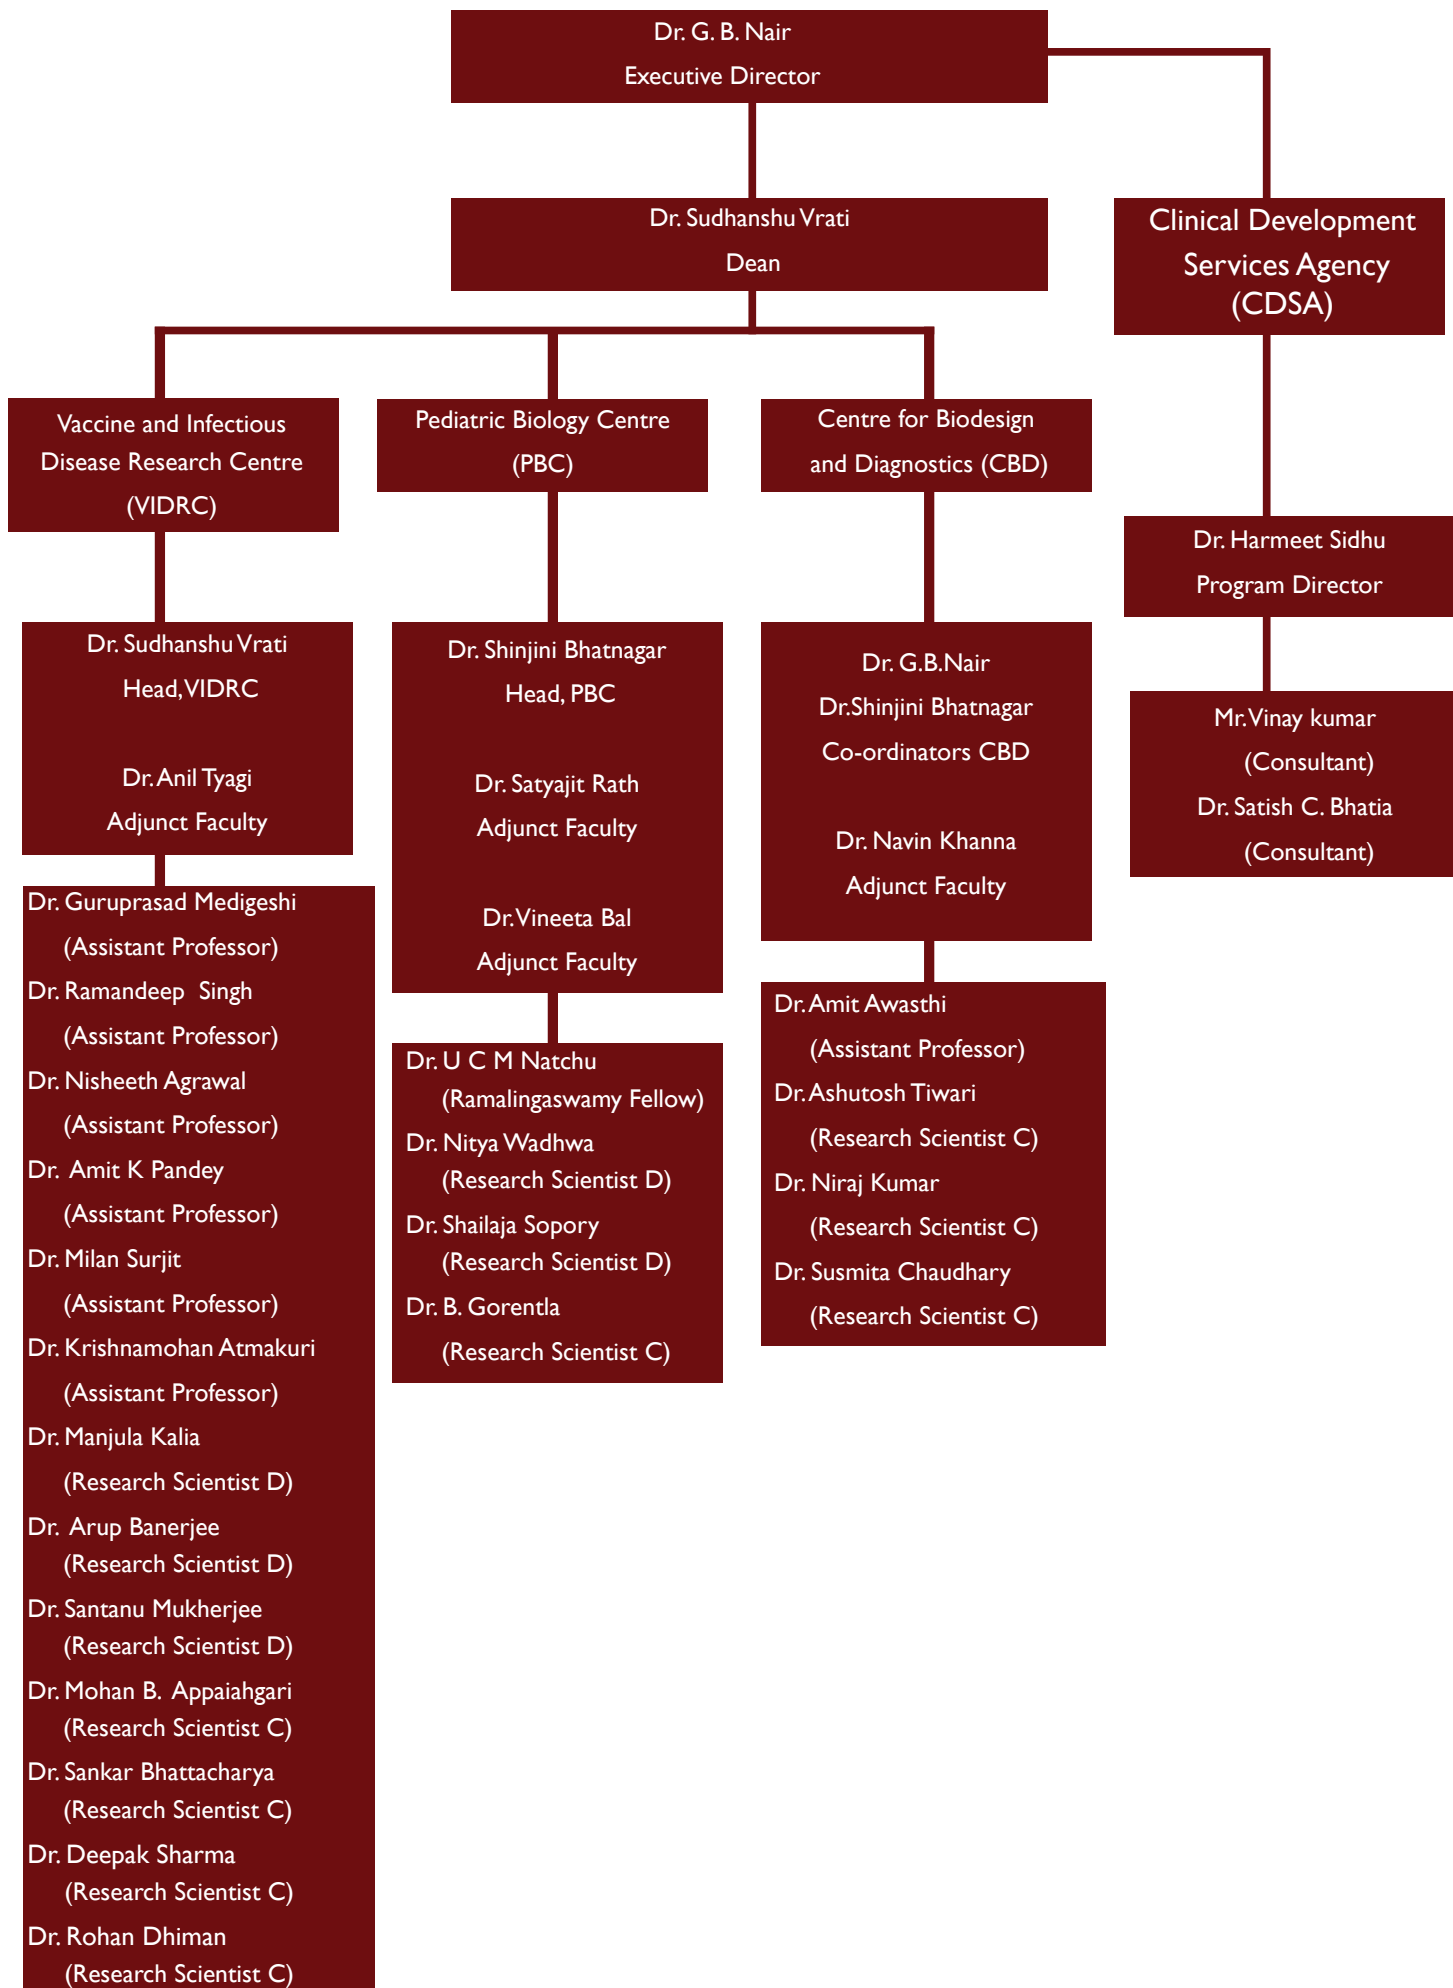 Dr. G. B. Nair
Executive Director
Dr. Sudhanshu Vrati
Dean
Clinical Development
Services Agency
(CDSA)
Vaccine and Infectious
Disease Research Centre
(VIDRC)
Pediatric Biology Centre
(PBC)
Centre for Biodesign
and Diagnostics (CBD)
Dr. Harmeet Sidhu
Program Director
Dr. Sudhanshu Vrati
Head, VIDRC
Dr. Anil Tyagi
Adjunct Faculty
Dr. Shinjini Bhatnagar
Head, PBC
Dr. Satyajit Rath
Adjunct Faculty
Dr. Vineeta Bal
Adjunct Faculty
Dr. G.B.Nair
Dr.Shinjini Bhatnagar
Co-ordinators CBD
Dr. Navin Khanna
Adjunct Faculty
Mr. Vinay kumar
(Consultant)
Dr. Satish C. Bhatia
(Consultant)
Dr. Guruprasad Medigeshi
(Assistant Professor)
Dr. Ramandeep Singh
(Assistant Professor)
Dr. Nisheeth Agrawal
(Assistant Professor)
Dr. Amit K Pandey
(Assistant Professor)
Dr. Milan Surjit
(Assistant Professor)
Dr. Krishnamohan Atmakuri
(Assistant Professor)
Dr. Manjula Kalia
(Research Scientist D)
Dr. Arup Banerjee
(Research Scientist D)
Dr. Santanu Mukherjee
(Research Scientist D)
Dr. Mohan B. Appaiahgari
(Research Scientist C)
Dr. Sankar Bhattacharya
(Research Scientist C)
Dr. Deepak Sharma
(Research Scientist C)
Dr. Rohan Dhiman
(Research Scientist C)
Dr. U C M Natchu
(Ramalingaswamy Fellow)
Dr. Nitya Wadhwa
(Research Scientist D)
Dr. Shailaja Sopory
(Research Scientist D)
Dr. B. Gorentla
(Research Scientist C)
Dr. Amit Awasthi
(Assistant Professor)
Dr. Ashutosh Tiwari
(Research Scientist C)
Dr. Niraj Kumar
(Research Scientist C)
Dr. Susmita Chaudhary
(Research Scientist C)